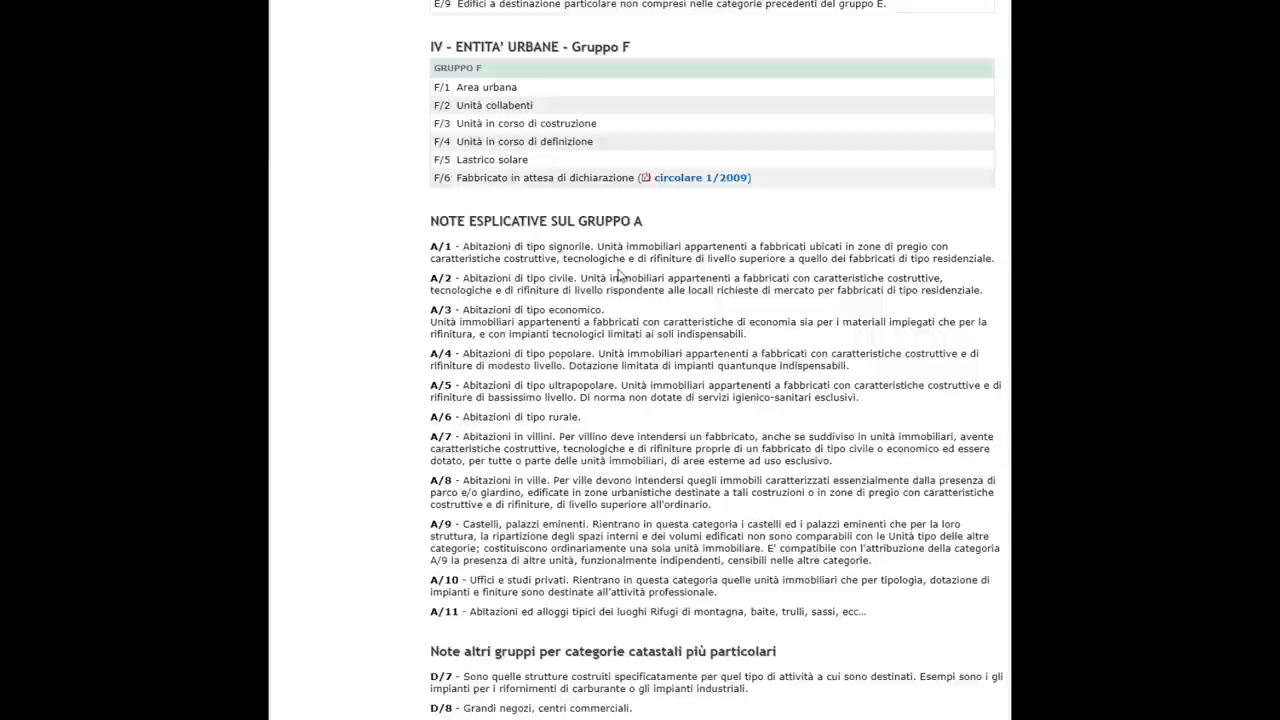 E/9 Edifici a destinazione particolare non compresi nelle categorie precedenti del gruppo E.
IV - ENTITA' URBANE - Gruppo F
GRUPPO F
F/1 Area urbana
F/2 Unità collabenti
F/3 Unità in corso di costruzione
F/4 Unità in corso di definizione
F/5 Lastrico solare
F/6 Fabbricato in attesa di dichiarazione ( circolare 1/2009)
NOTE ESPLICATIVE SUL GRUPPO A
A/1 - Abitazioni di tipo signorile. Unità immobiliari appartenenti a fabbricati ubicati in zone di pregio con
caratteristiche costruttive, tecnologiche e di rifiniture di livello superiore a quello dei fabbricati di tipo residenziale.
A/2 - Abitazioni di tipo civile. Unità immobiliari appartenenti a fabbricati con caratteristiche costruttive,
tecnologiche e di rifiniture di livello rispondente alle locali richieste di mercato per fabbricati di tipo residenziale.
A/3 - Abitazioni di tipo economico.
Unità immobiliari appartenenti a fabbricati con caratteristiche di economia sia per i materiali impiegati che per la
rifinitura, e con impianti tecnologici limitati ai soli indispensabili.
A/4 - Abitazioni di tipo popolare. Unità immobiliari appartenenti a fabbricati con caratteristiche costruttive e di
rifiniture di modesto livello. Dotazione limitata di impianti quantunque indispensabili.
A/5 - Abitazioni di tipo ultrapopolare. Unità immobiliari appartenenti a fabbricati con caratteristiche costruttive e di
rifiniture di bassissimo livello. Di norma non dotate di servizi igienico-sanitari esclusivi.
A/6 - Abitazioni di tipo rurale.
A/7 - Abitazioni in villini. Per villino deve intendersi un fabbricato, anche se suddiviso in unità immobiliari, avente
caratteristiche costruttive, tecnologiche e di rifiniture proprie di un fabbricato di tipo civile o economico ed essere
dotato, per tutte o parte delle unità immobiliari, di aree esterne ad uso esclusivo.
A/8 - Abitazioni in ville. Per ville devono intendersi quegli immobili caratterizzati essenzialmente dalla presenza di
parco e/o giardino, edificate in zone urbanistiche destinate a tali costruzioni o in zone di pregio con caratteristiche
costruttive e di rifiniture, di livello superiore all'ordinario.
A/9 - Castelli, palazzi eminenti. Rientrano in questa categoria i castelli ed i palazzi eminenti che per la loro
struttura, la ripartizione degli spazi interni e dei volumi edificati non sono comparabili con le Unità tipo delle altre
categorie; costituiscono ordinariamente una sola unità immobiliare. E' compatibile con l'attribuzione della categoria
A/9 la presenza di altre unità, funzionalmente indipendenti, censibili nelle altre categorie.
A/10 - Uffici e studi privati. Rientrano in questa categoria quelle unità immobiliari che per tipologia, dotazione di
impianti e finiture sono destinate all'attività professionale.
A/11 - Abitazioni ed alloggi tipici dei luoghi Rifugi di montagna, baite, trulli, sassi, ecc...
Note altri gruppi per categorie catastali più particolari
D/7 - Sono quelle strutture costruiti specificatamente per quel tipo di attività a cui sono destinati. Esempi sono i gli
impianti per i rifornimenti di carburante o gli impianti industriali.
D/8 - Grandi negozi, centri commerciali.